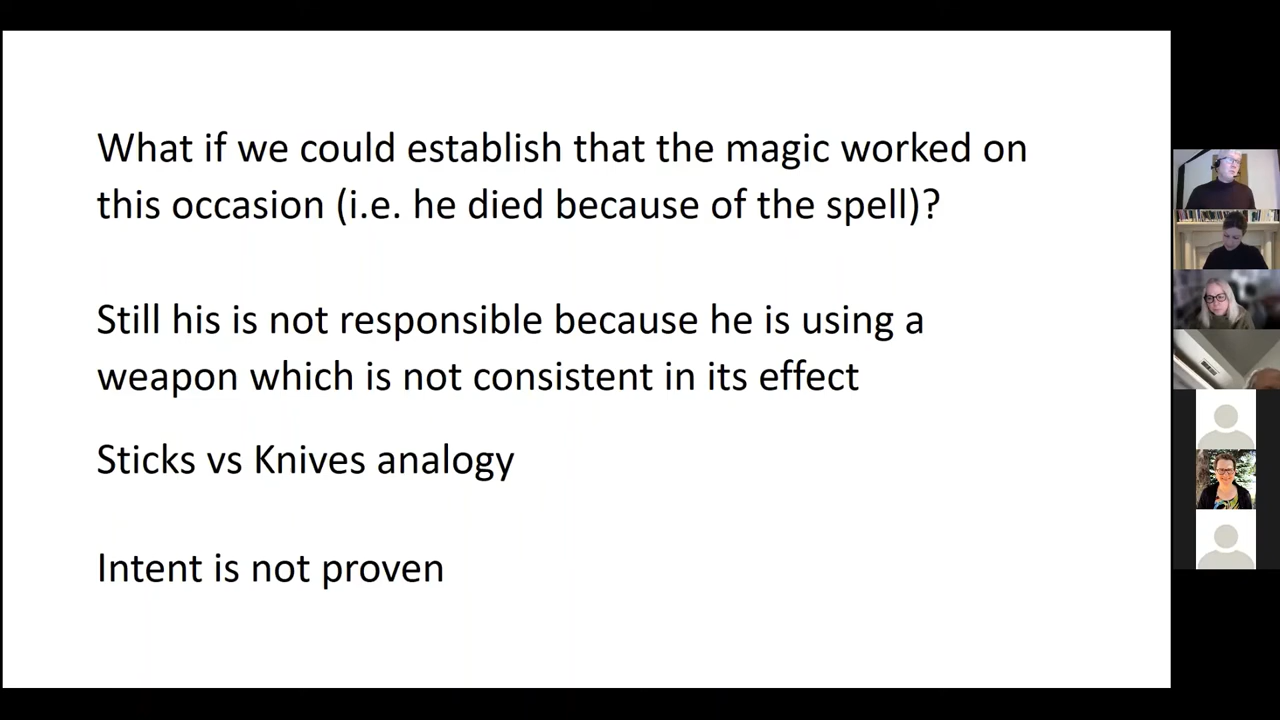 What if we could establish that the magic worked on
this occasion (i.e. he died because of the spell)?
Still his is not responsible because he is using a
weapon which is not consistent in its effect
Sticks vs Knives analogy
Intent is not proven